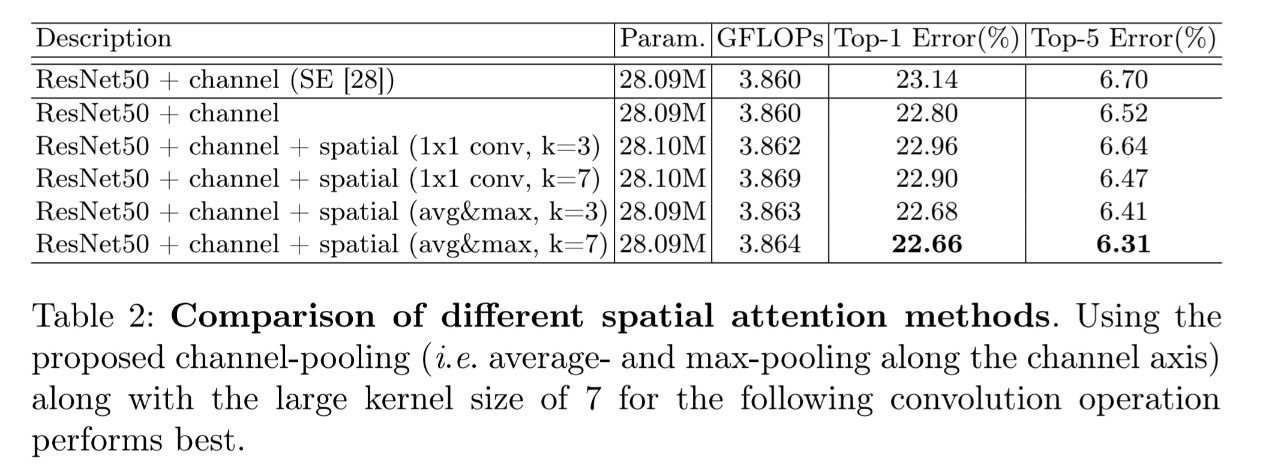 Description Param. GFLOPs Top-1 Error(%) Top-5 Error(%)
ResNet50 + channel (SE [28]) 28.09M 3.860 23.14 6.70
ResNet50 + channel 28.09M 3.860 22.80 6.52
ResNet50 + channel + spatial (1x1 conv, k=3) 28.10M 3.862 22.96 6.64
ResNet50 + channel + spatial (1x1 conv, k=7) 28.10M 3.869 22.90 6.47
ResNet50 + channel + spatial (avg&max, k=3) 28.09M 3.863 22.68 6.41
ResNet50 + channel + spatial (avg&max, k=7) 28.09M 3.864 22.66 6.31
Table 2: Comparison of different spatial attention methods. Using the
proposed channel-pooling (i.e. average- and max-pooling along the channel axis)
along with the large kernel size of 7 for the following convolution operation
performs best.